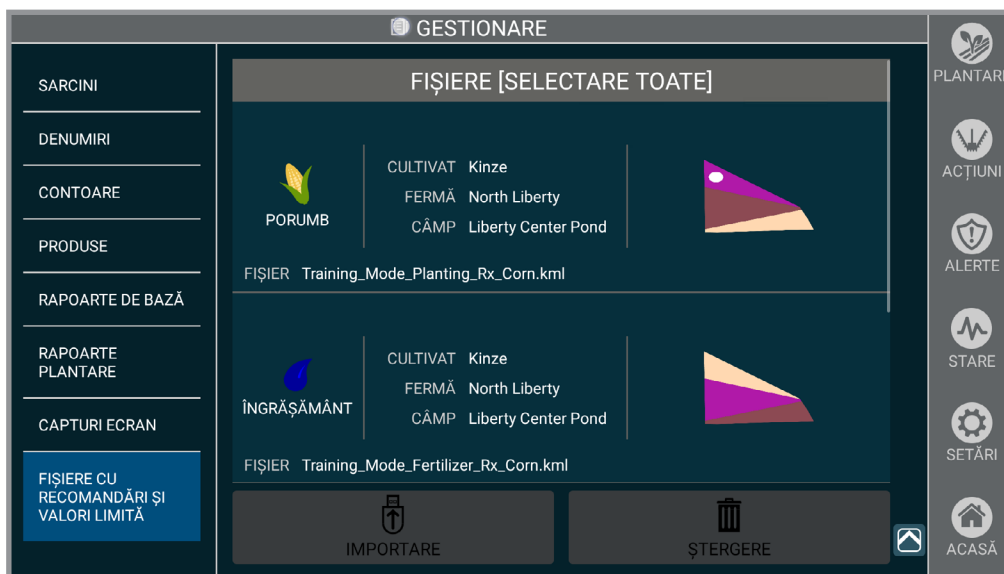 GESTIONARE
SARCINI
DENUMIRI
CONTOARE
PRODUSE
RAPOARTE DE BAZĂ
RAPOARTE
PLANTARE
CAPTURI ECRAN
FIȘIERE CU
RECOMANDĂRI ȘI
VALORI LIMITĂ
FIȘIERE [SELECTARE TOATE]
PORUMB
CULTIVAT Kinze
FERMĂ North Liberty
CÂMP Liberty Center Pond
FIȘIER Training_Mode_Planting_Rx_Corn.kml
ÎNGRĂȘĂMÂNT
CULTIVAT Kinze
FERMĂ North Liberty
CÂMP Liberty Center Pond
FIȘIER Training_Mode_Fertilizer_Rx_Corn.kml
IMPORTARE
ȘTERGERE
PLANTARE
ACȚIUNI
ALERTE
STARE
SETĂRI
ACASĂ